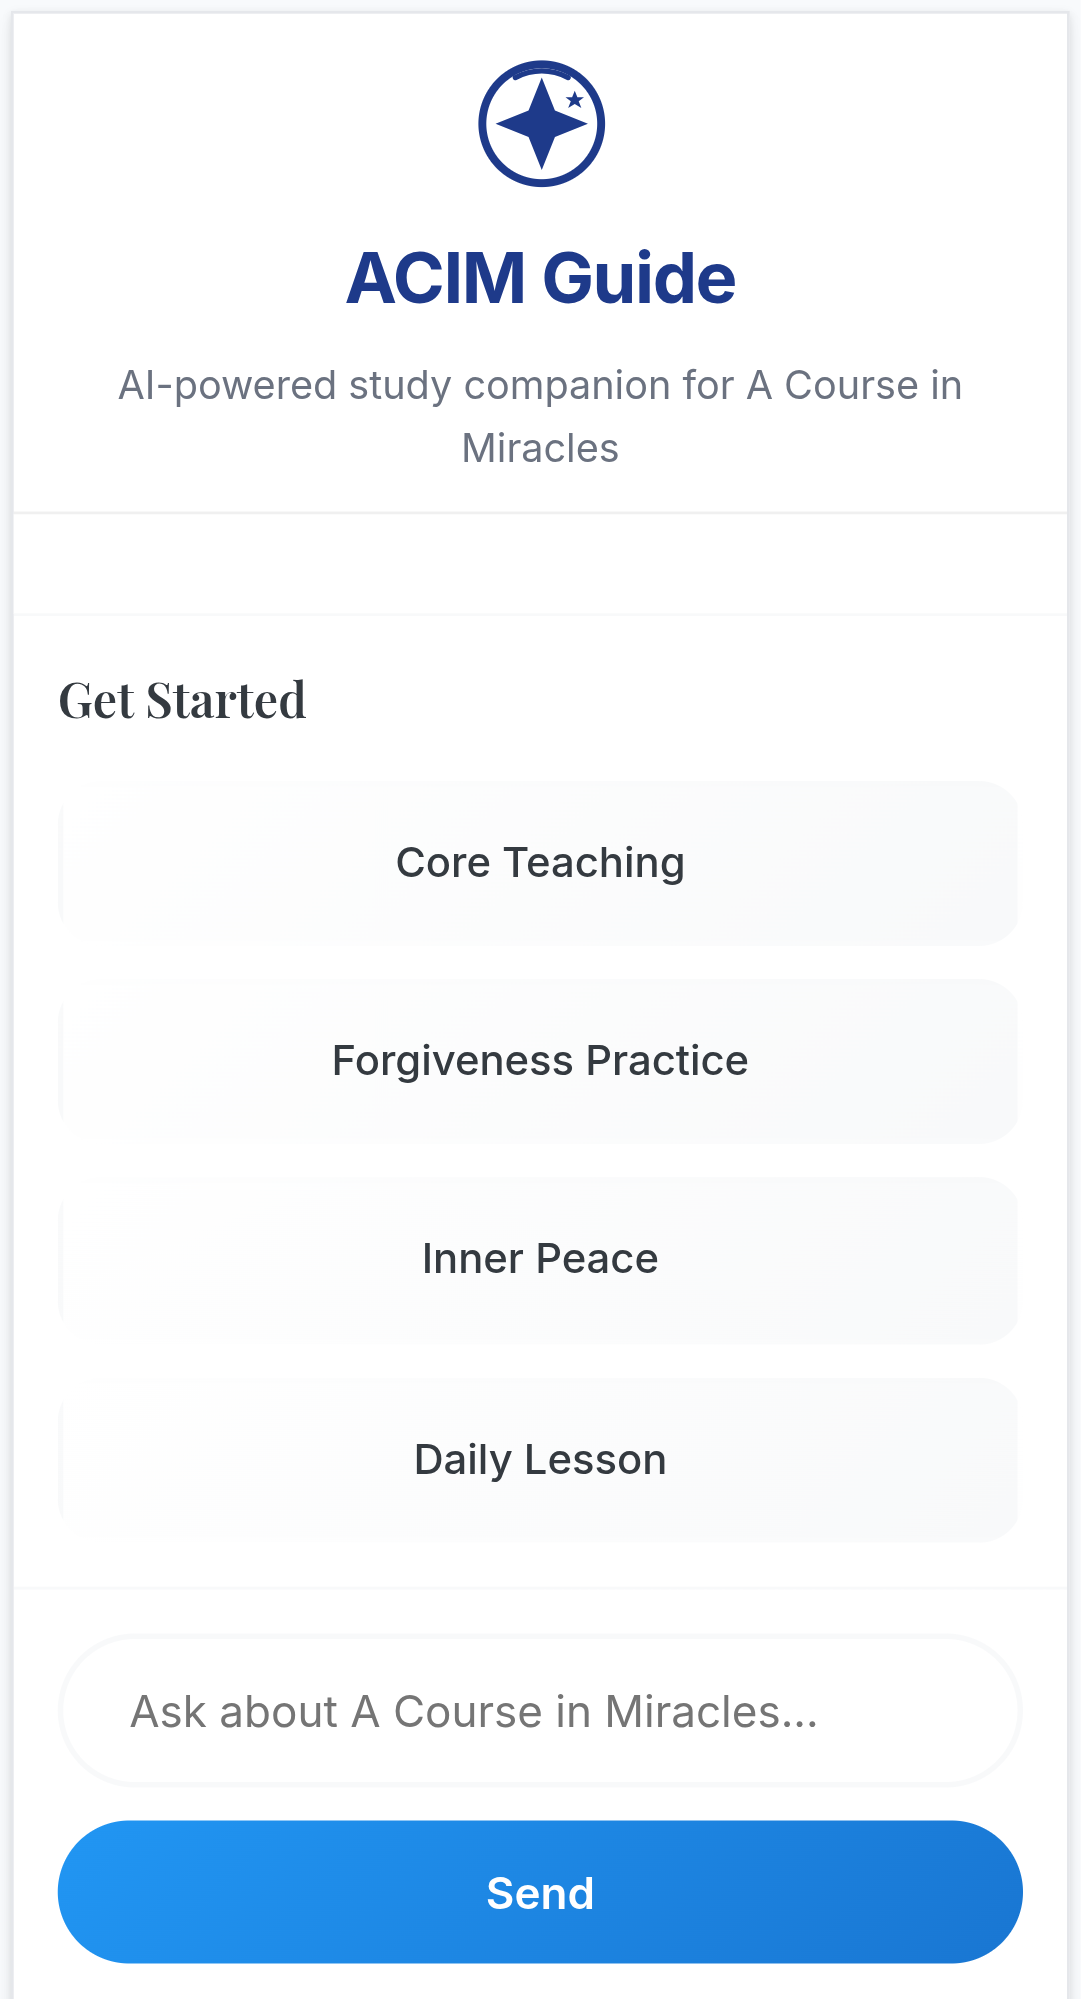 ACIM Guide
AI-powered study companion for A Course in
Miracles
Get Started
Core Teaching
Forgiveness Practice
Inner Peace
Daily Lesson
Ask about A Course in Miracles...
Send